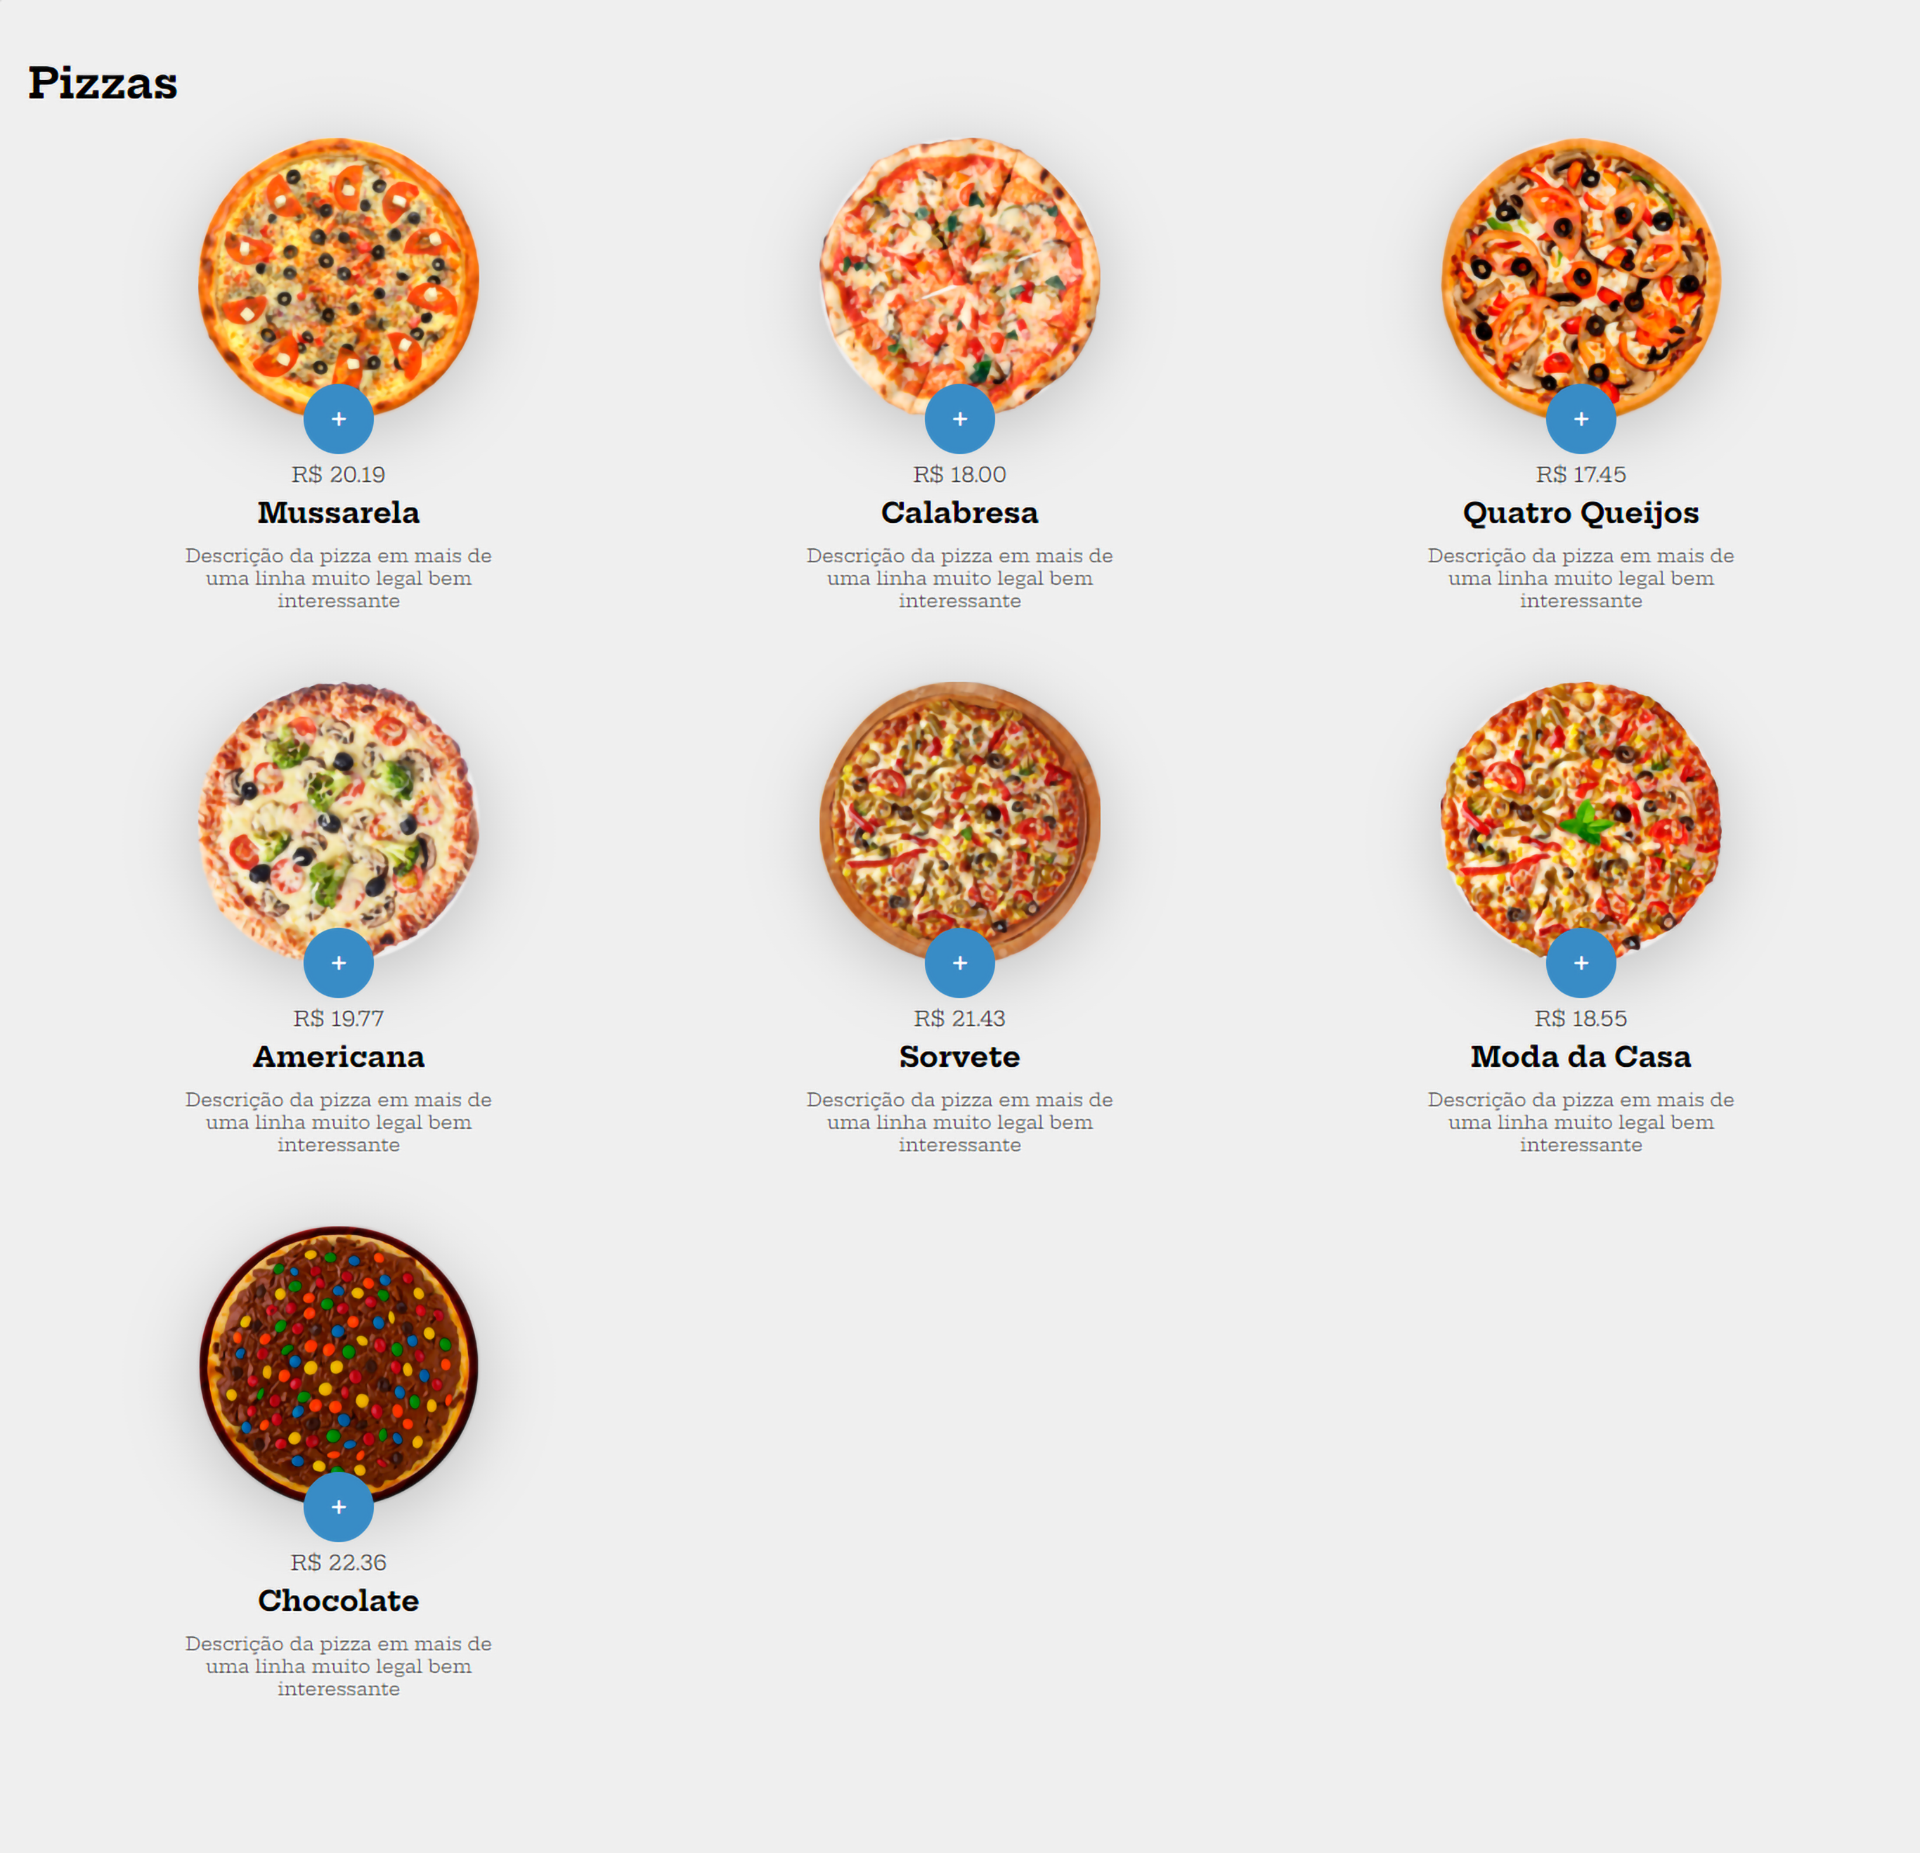 Pizzas
+
+
+
R$ 20.19
R$ 18.00
R$ 17.45
Mussarela
Calabresa
Quatro Queijos
Descrição da pizza em mais de
uma linha muito legal bem
interessante
Descrição da pizza em mais de
uma linha muito legal bem
interessante
Descrição da pizza em mais de
uma linha muito legal bem
interessante
+
+
+
R$ 19.77
R$ 21.43
R$ 18.55
Americana
Sorvete
Moda da Casa
Descrição da pizza em mais de
uma linha muito legal bem
interessante
Descrição da pizza em mais de
uma linha muito legal bem
interessante
Descrição da pizza em mais de
uma linha muito legal bem
interessante
+
R$ 22.36
Chocolate
Descrição da pizza em mais de
uma linha muito legal bem
interessante